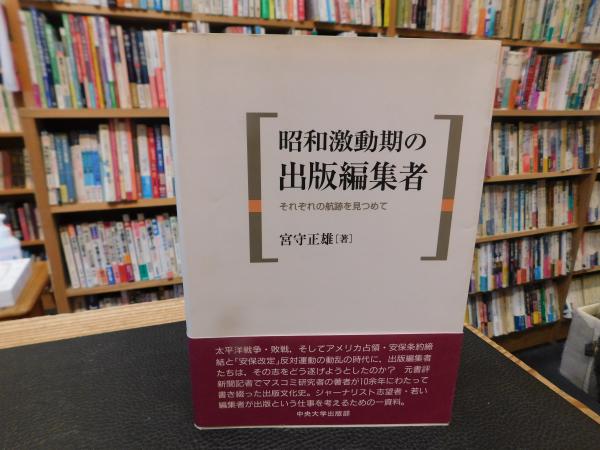 昭和激動期の
出版編集者
それぞれの航跡を見つめて
宮守正雄[著]
太平洋戦争・敗戦、そしてアメリカ占領・安保条約締
結と「安保改定」反対運動の動乱の時代に、出版編集者
たちは、その志をどう遂げようとしたのか？ 元書評
新聞記者でマスコミ研究者の著者が10余年にわたって
書き綴った出版文化史。ジャーナリスト志望者・若い
編集者が出版という仕事を考えるための一資料。
中央大学出版部